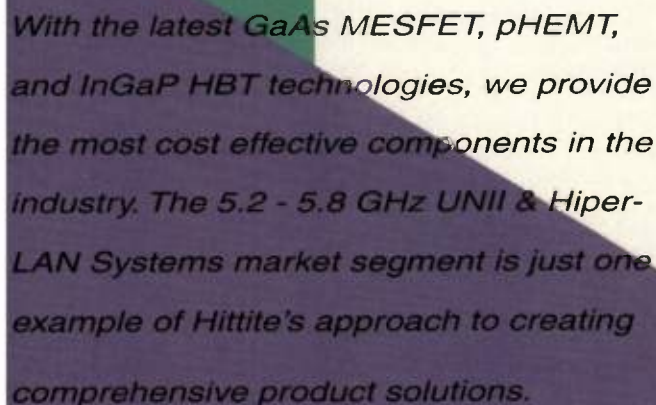 With the latest GaAs MESFET, pHEMT,
and InGaP HBT technologies, we provide
the most cost effective components in the
industry. The 5.2 - 5.8 GHz UNII & Hiper-
LAN Systems market segment is just one
example of Hittite's approach to creating
comprehensive product solutions.